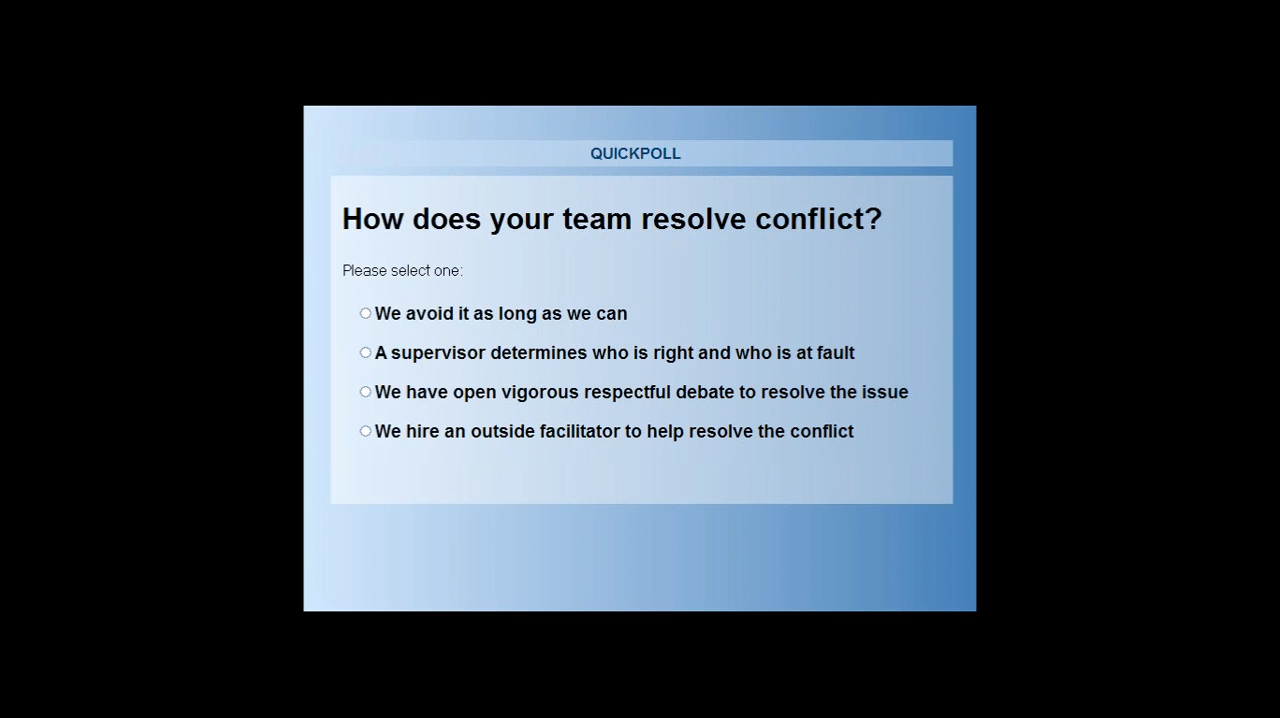 QUICKPOLL
How does your team resolve conflict?
Please select one:
We avoid it as long as we can
A supervisor determines who is right and who is at fault
We have open vigorous respectful debate to resolve the issue
We hire an outside facilitator to help resolve the conflict